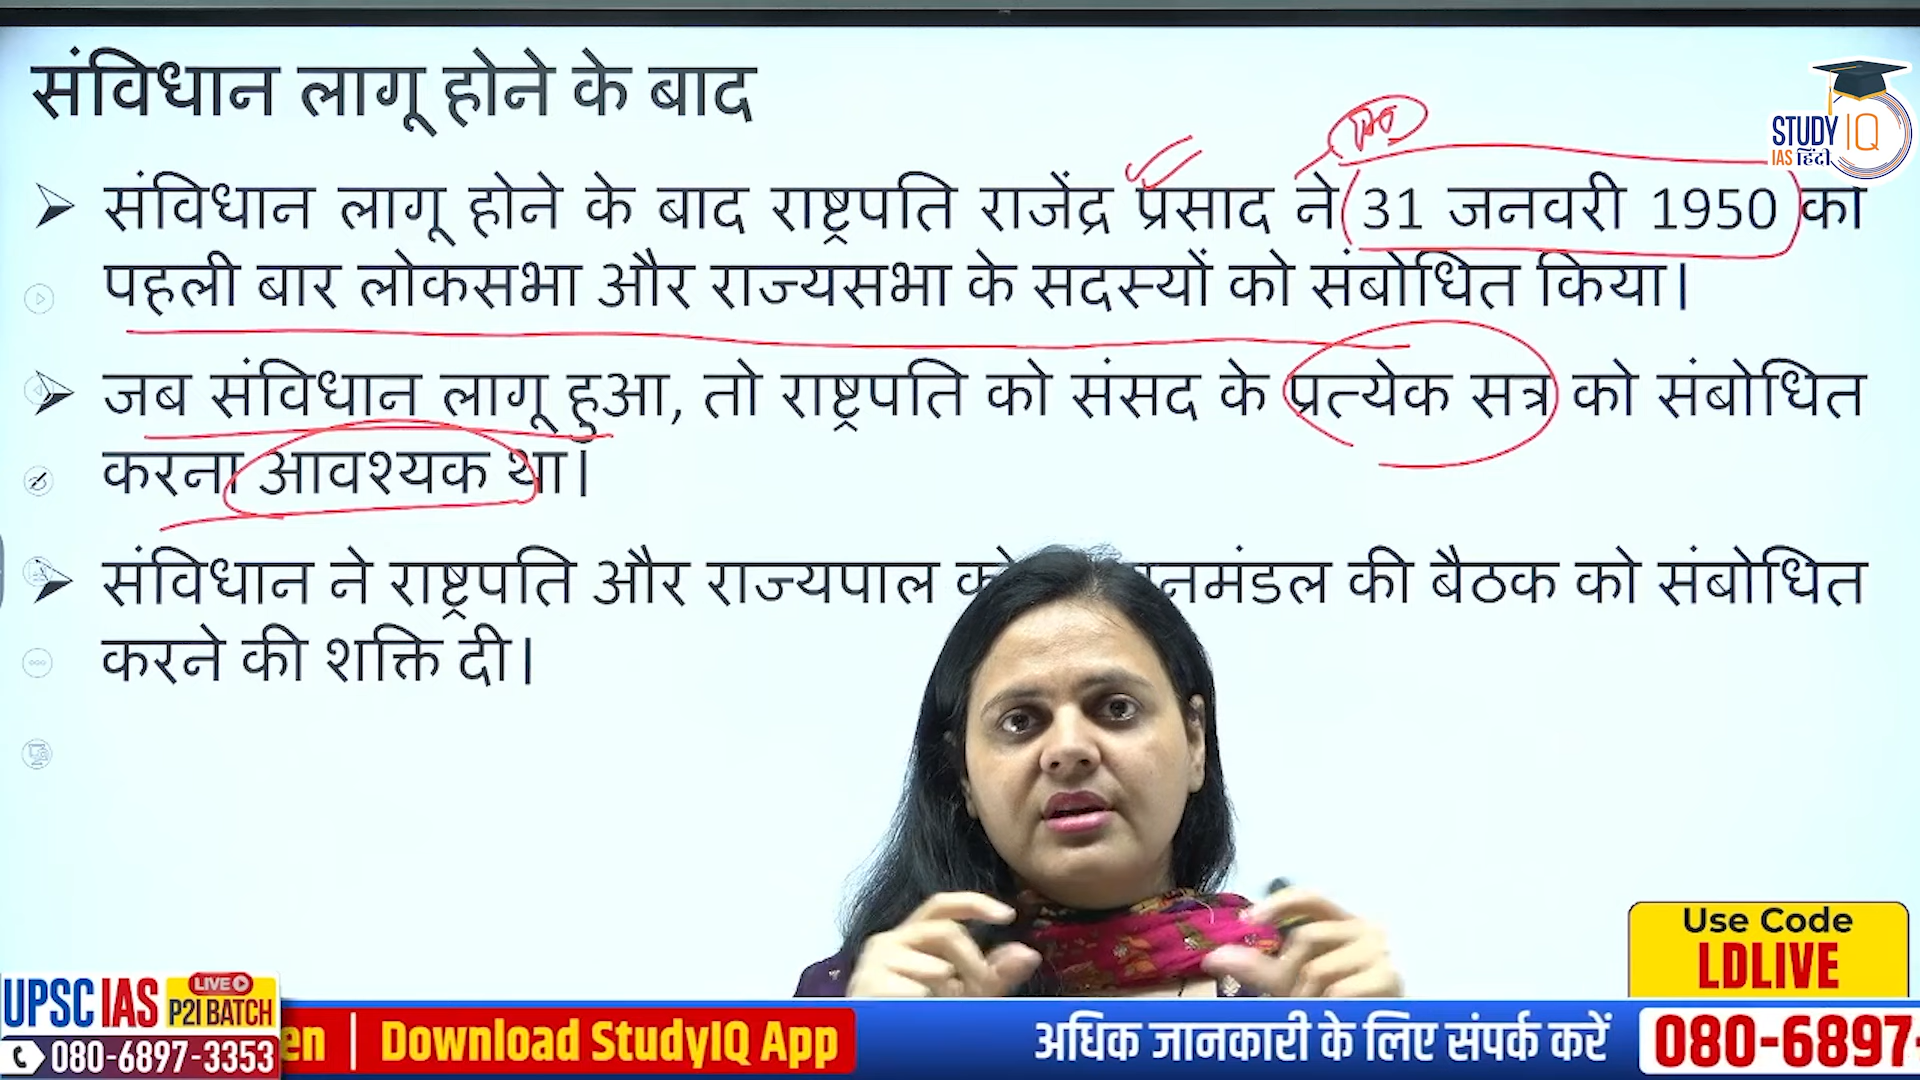 संविधान लागू होने के बाद
STUDY IQ
IAS हिंदी
संविधान लागू होने के बाद राष्ट्रपति राजेंद्र प्रसाद ने 31 जनवरी 1950 को
पहली बार लोकसभा और राज्यसभा के सदस्यों को संबोधित किया।
जब संविधान लागू हुआ, तो राष्ट्रपति को संसद के प्रत्येक सत्र को संबोधित
करना आवश्यक था।
संविधान ने राष्ट्रपति और राज्यपाल की बैठक को संबोधित
करने की शक्ति दी।
Use Code
LDLIVE
UPSC IAS LIVE P2I BATCH
080-6897-3353
en | Download StudyIQ App
अधिक जानकारी के लिए संपर्क करें 080-6897-